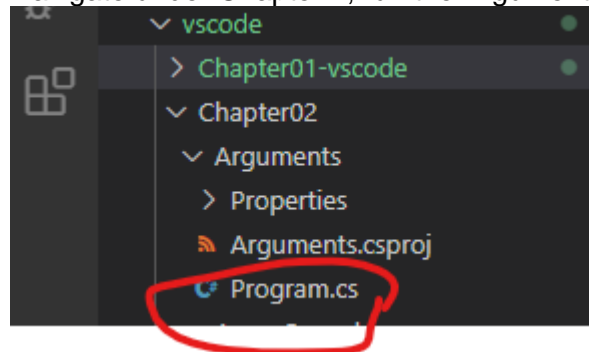 vscode
Chapter01-vscode
Chapter02
Arguments
Properties
Arguments.csproj
Program.cs